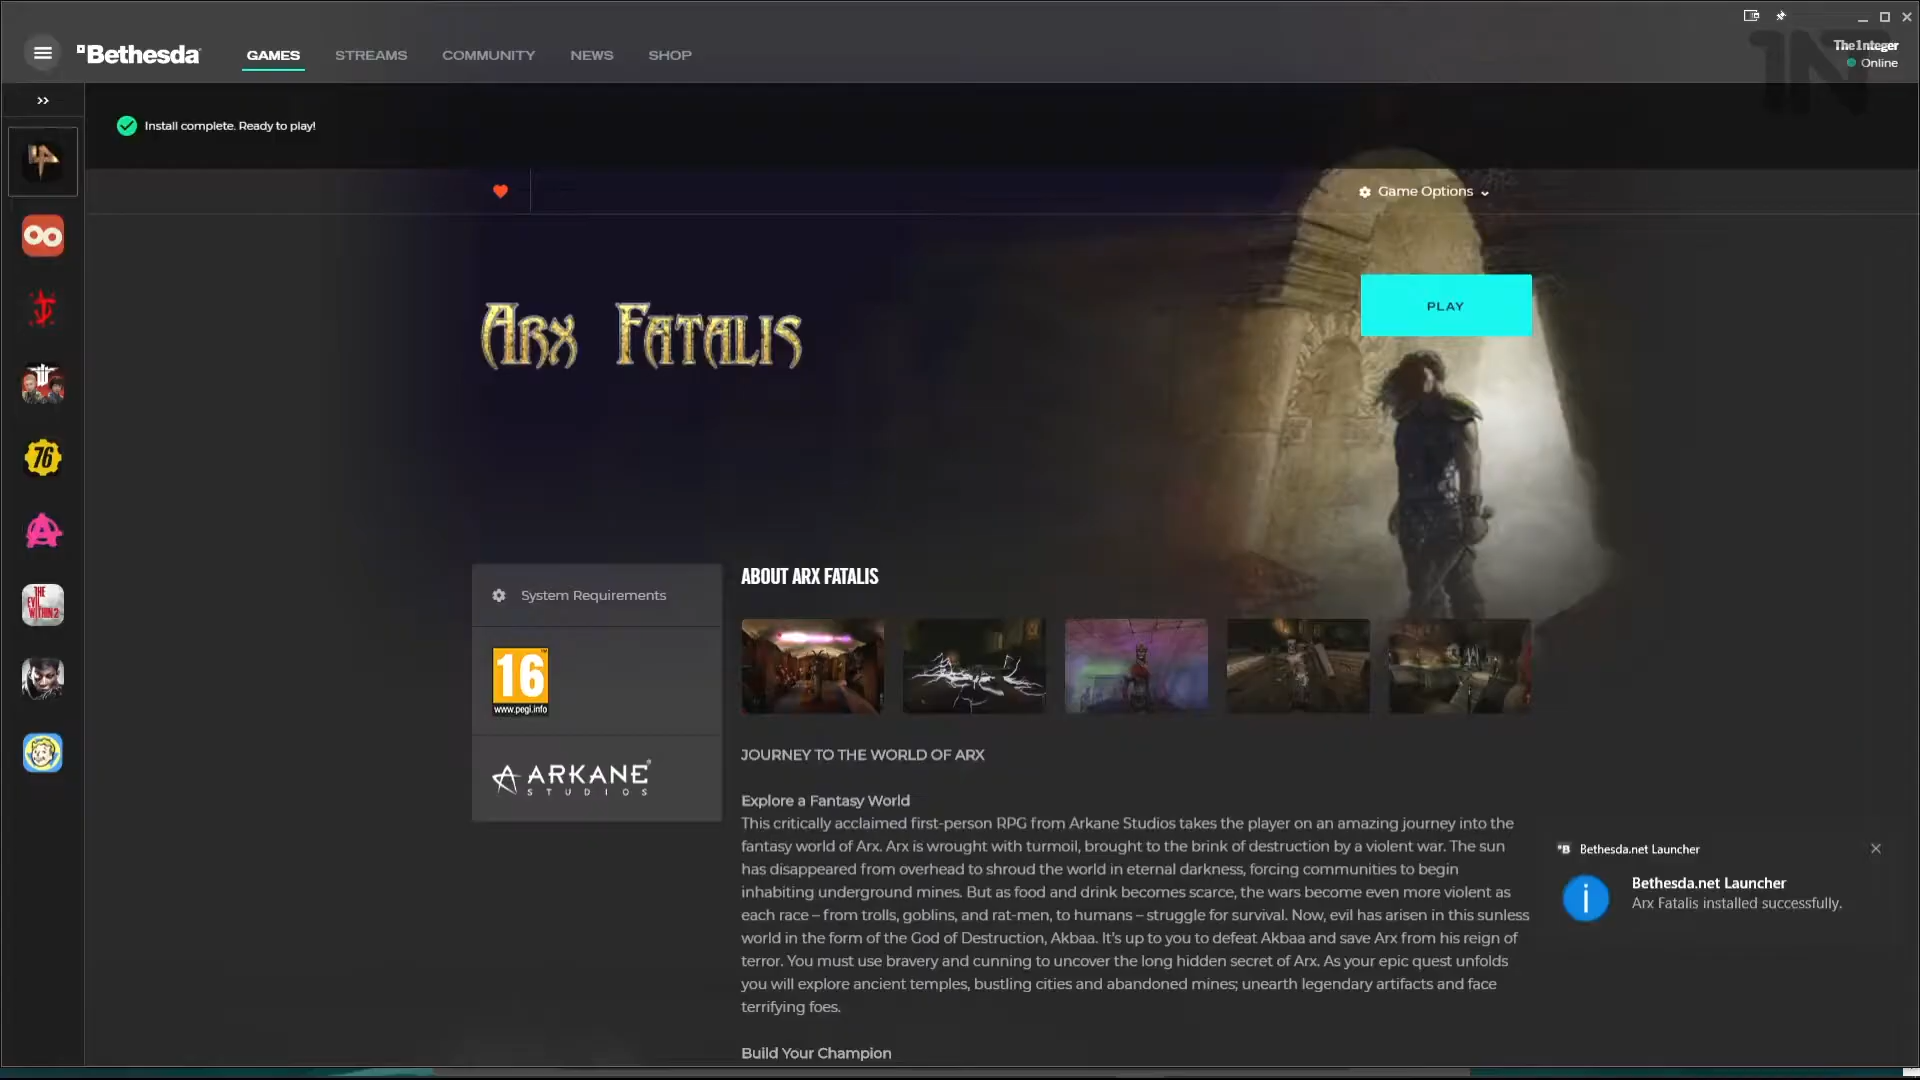 Bethesda
GAMES
STREAMS
COMMUNITY
NEWS
SHOP
The1nteger
Online
Install complete. Ready to play!
Game Options
ARX FATALIS
PLAY
76
THE EVIL WITHIN 2
System Requirements
16
www.pegi.info
ARKANE
STUDIOS
ABOUT ARX FATALIS
JOURNEY TO THE WORLD OF ARX
Explore a Fantasy World
This critically acclaimed first-person RPG from Arkane Studios takes the player on an amazing journey into the
fantasy world of Arx. Arx is wrought with turmoil, brought to the brink of destruction by a violent war. The sun
has disappeared from overhead to shroud the world in eternal darkness, forcing communities to begin
inhabiting underground mines. But as food and drink becomes scarce, the wars become even more violent as
each race – from trolls, goblins, and rat-men, to humans – struggle for survival. Now, evil has arisen in this sunless
world in the form of the God of Destruction, Akbaa. It's up to you to defeat Akbaa and save Arx from his reign of
terror. You must use bravery and cunning to uncover the long hidden secret of Arx. As your epic quest unfolds
you will explore ancient temples, bustling cities and abandoned mines; unearth legendary artifacts and face
terrifying foes.
Build Your Champion
Bethesda.net Launcher
Bethesda.net Launcher
Arx Fatalis installed successfully.